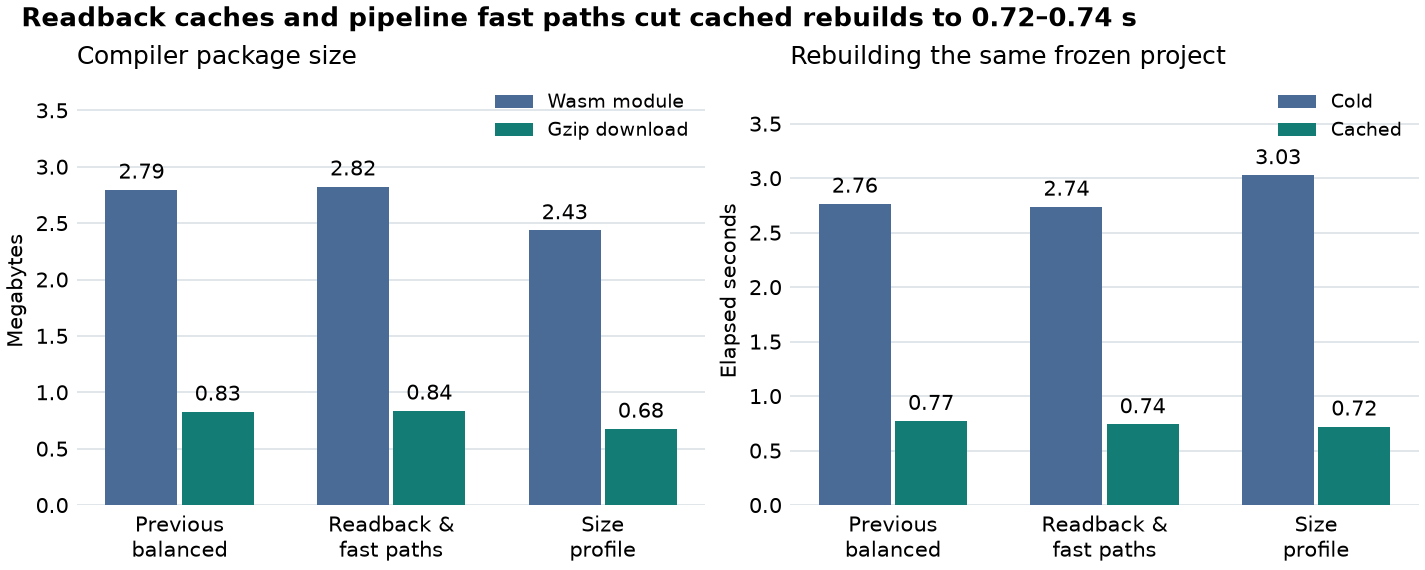 Readback caches and pipeline fast paths cut cached rebuilds to 0.72–0.74 s
Compiler package size
Wasm module
Gzip download
Megabytes
3.5
3.0
2.5
2.0
1.5
1.0
0.5
0.0
2.79
0.83
2.82
0.84
2.43
0.68
Previous
balanced
Readback &
fast paths
Size
profile
Rebuilding the same frozen project
Cold
Cached
Elapsed seconds
3.5
3.0
2.5
2.0
1.5
1.0
0.5
0.0
2.76
0.77
2.74
0.74
3.03
0.72
Previous
balanced
Readback &
fast paths
Size
profile